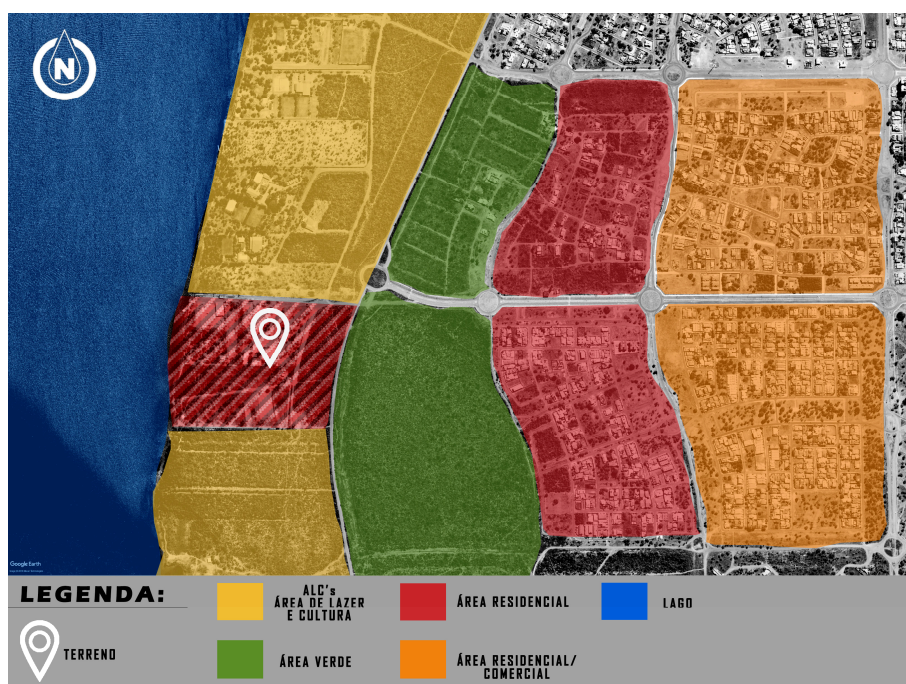 N
Google Earth
LEGENDA:
TERRENO
ALC's
ÁREA DE LAZER
E CULTURA
ÁREA VERDE
ÁREA RESIDENCIAL
ÁREA RESIDENCIAL/
COMERCIAL
LAGO